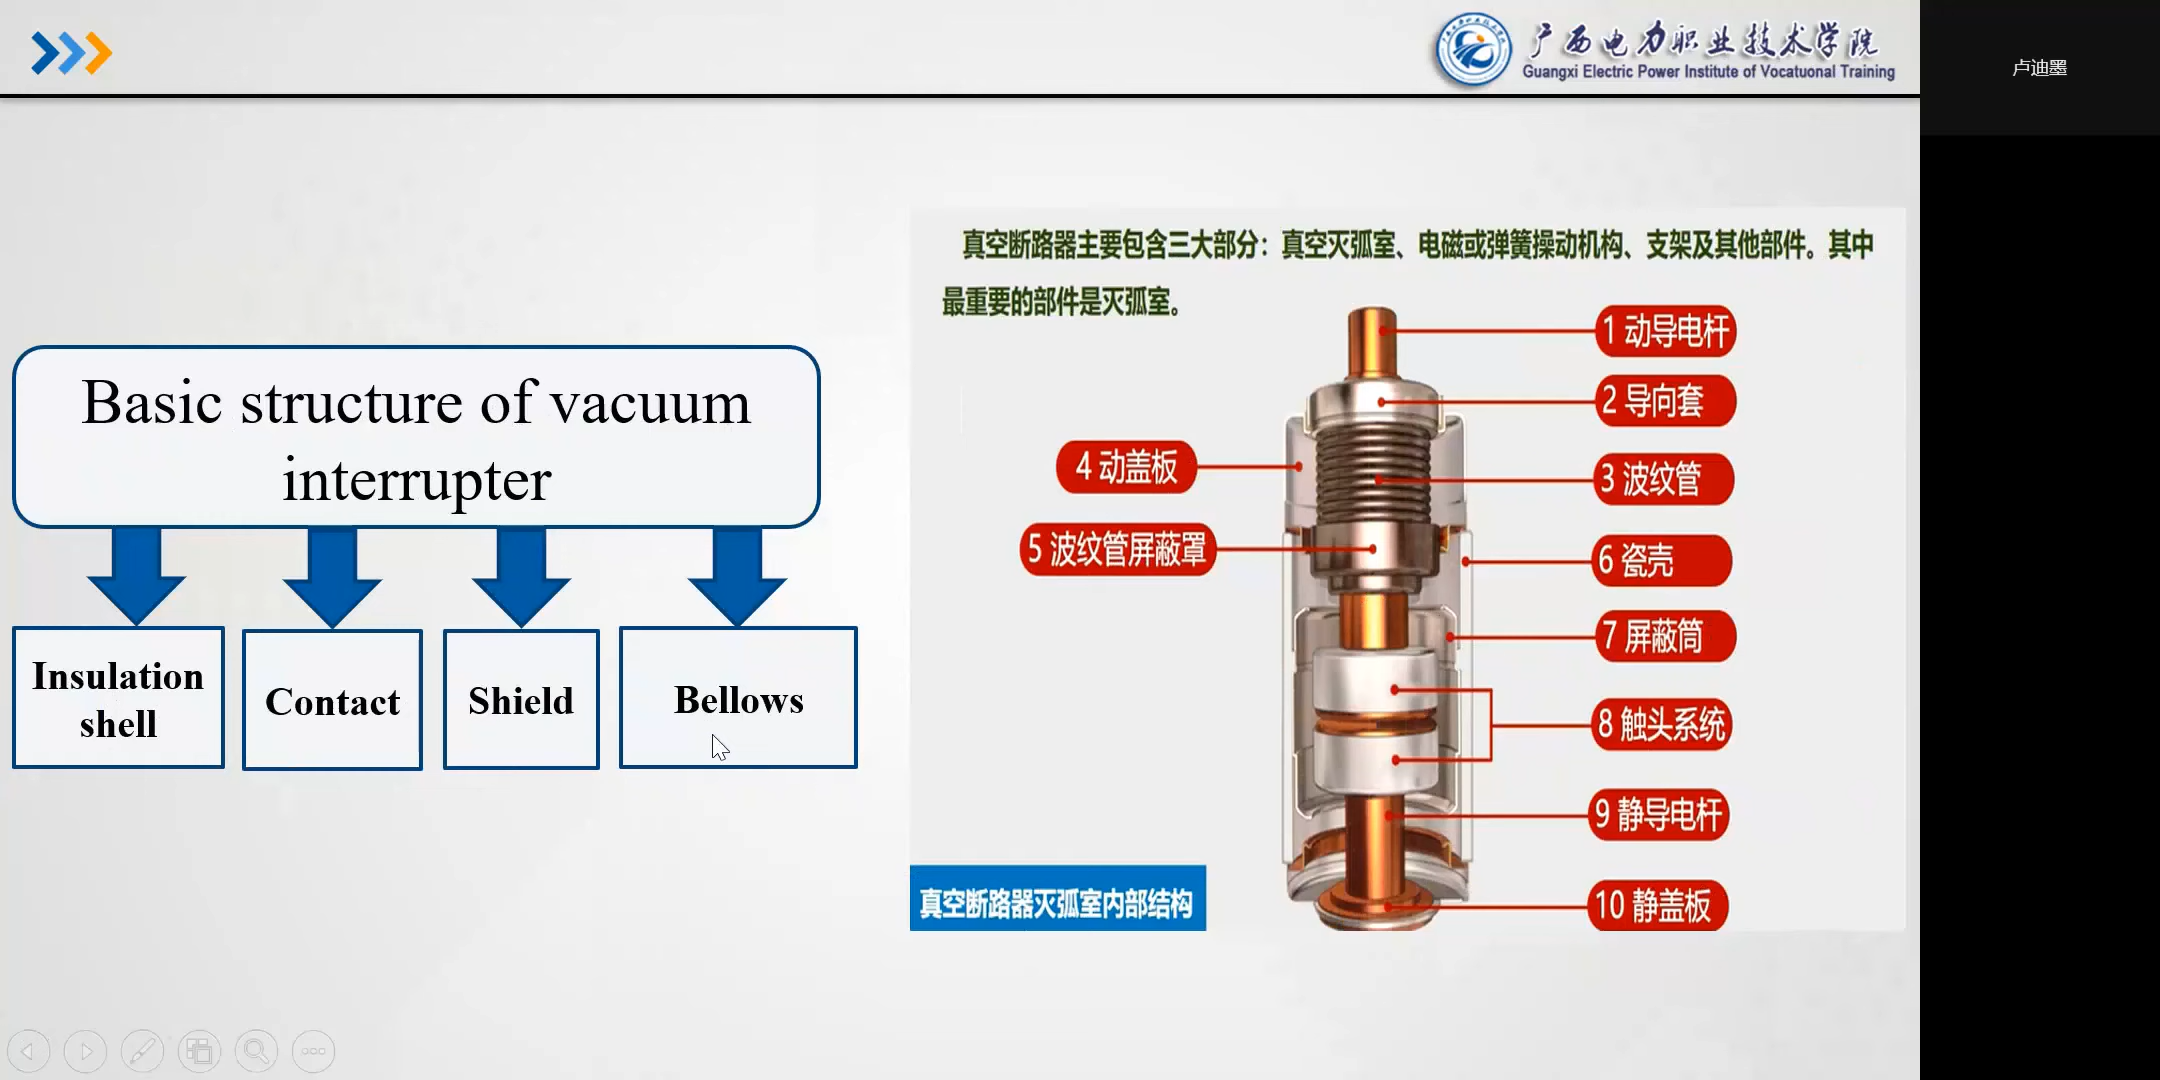 广西电力职业技术学院
Guangxi Electric Power Institute of Vocatuonal Training
卢迪墨
真空断路器主要包含三大部分：真空灭弧室、电磁或弹簧操动机构、支架及其他部件。其中
最重要的部件是灭弧室。
Basic structure of vacuum
interrupter
Insulation
shell
Contact
Shield
Bellows
1 动导电杆
2 导向套
3 波纹管
4 动盖板
5 波纹管屏蔽罩
6 瓷壳
7 屏蔽筒
8 触头系统
9 静导电杆
10 静盖板
真空断路器灭弧室内部结构